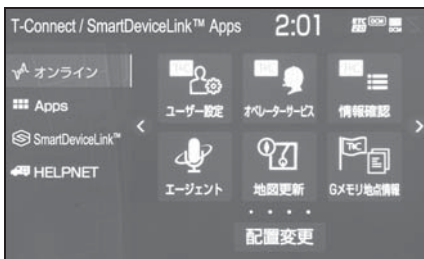 T-Connect / SmartDeviceLink™ Apps 2:01
オンライン
Apps
SmartDeviceLink™
HELPNET
ユーザー設定 オペレーターサービス 情報確認
エージェント 地図更新 Gメモリ地点情報
配置変更